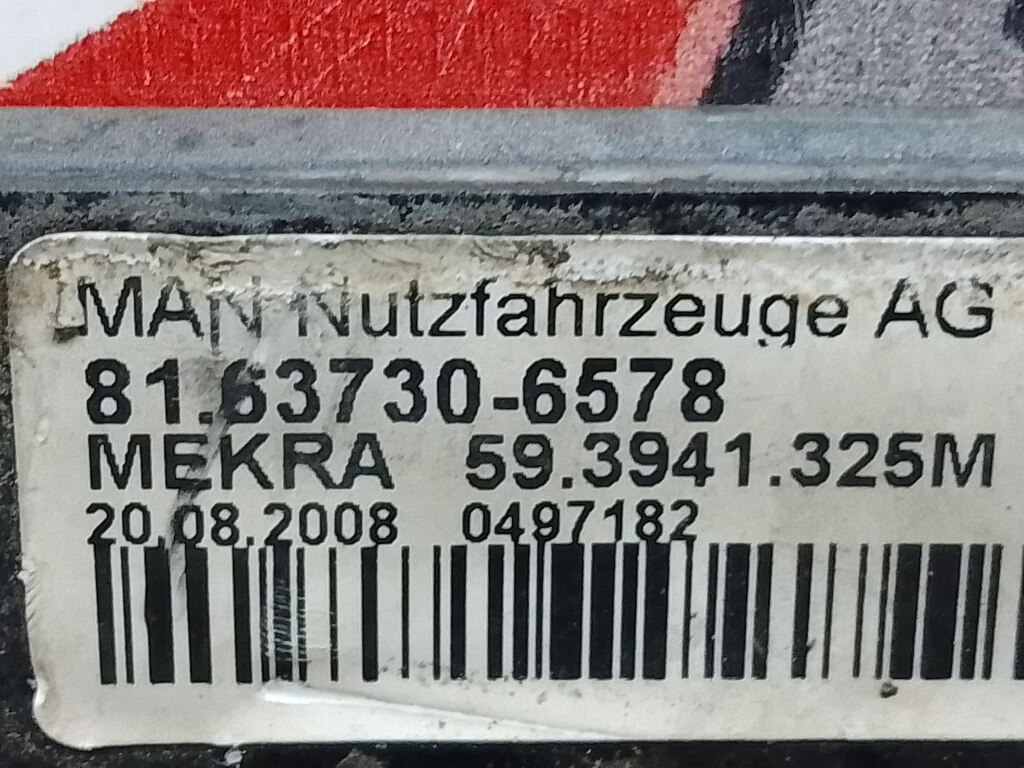 MAN Nutzfahrzeuge AG
81.63730-6578
MEKRA 59.3941.325M
20.08.2008 0497182